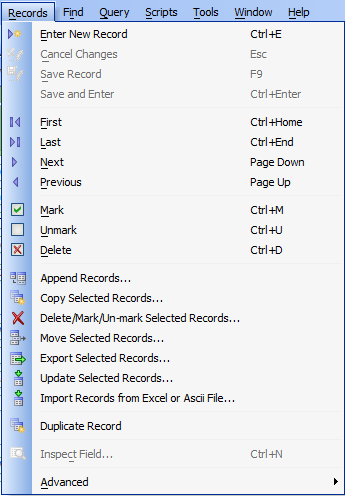 Records Find Query Scripts Tools Window Help
Enter New Record Ctrl+E
Cancel Changes Esc
Save Record F9
Save and Enter Ctrl+Enter
First Ctrl+Home
Last Ctrl+End
Next Page Down
Previous Page Up
Mark Ctrl+M
Unmark Ctrl+U
Delete Ctrl+D
Append Records...
Copy Selected Records...
Delete/Mark/Un-mark Selected Records...
Move Selected Records...
Export Selected Records...
Update Selected Records...
Import Records from Excel or Ascii File...
Duplicate Record
Inspect Field... Ctrl+N
Advanced